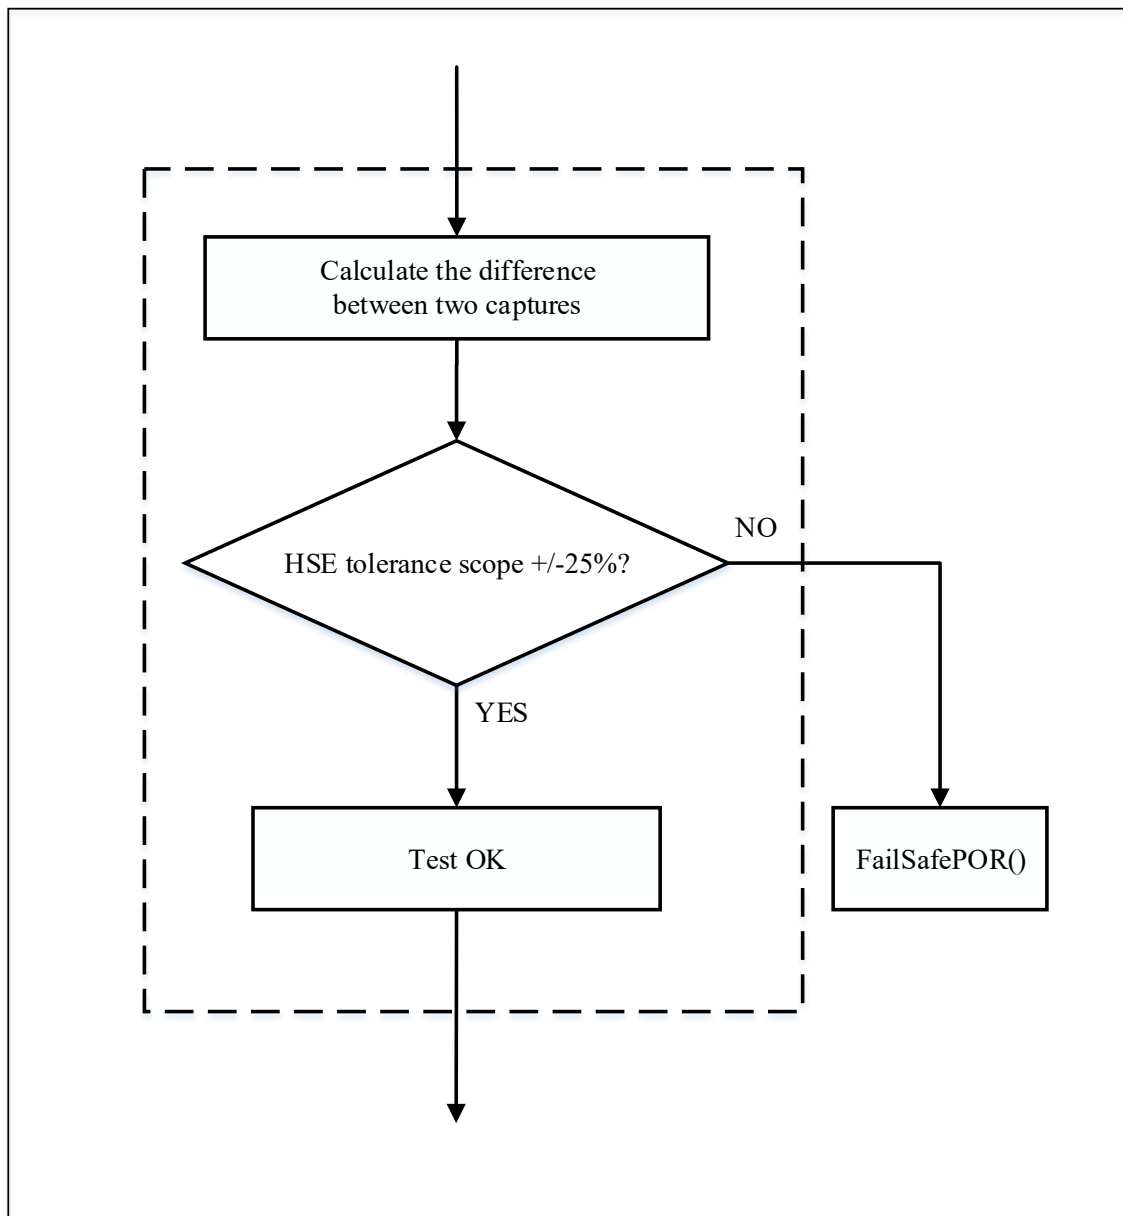 Calculate the difference
between two captures
NO
HSE tolerance scope +/-25%?
YES
Test OK
FailSafePOR()